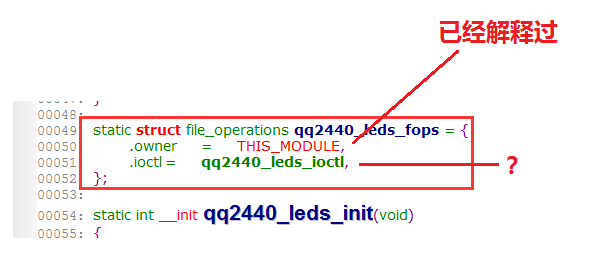 已经解释过
00048:
00049: static struct file_operations qq2440_leds_fops = {
00050: .owner = THIS_MODULE,
00051 .ioctl = qq2440_leds_ioctl,
?
00052: };
00053:
00054: static int __init qq2440_leds_init(void)
00055: {